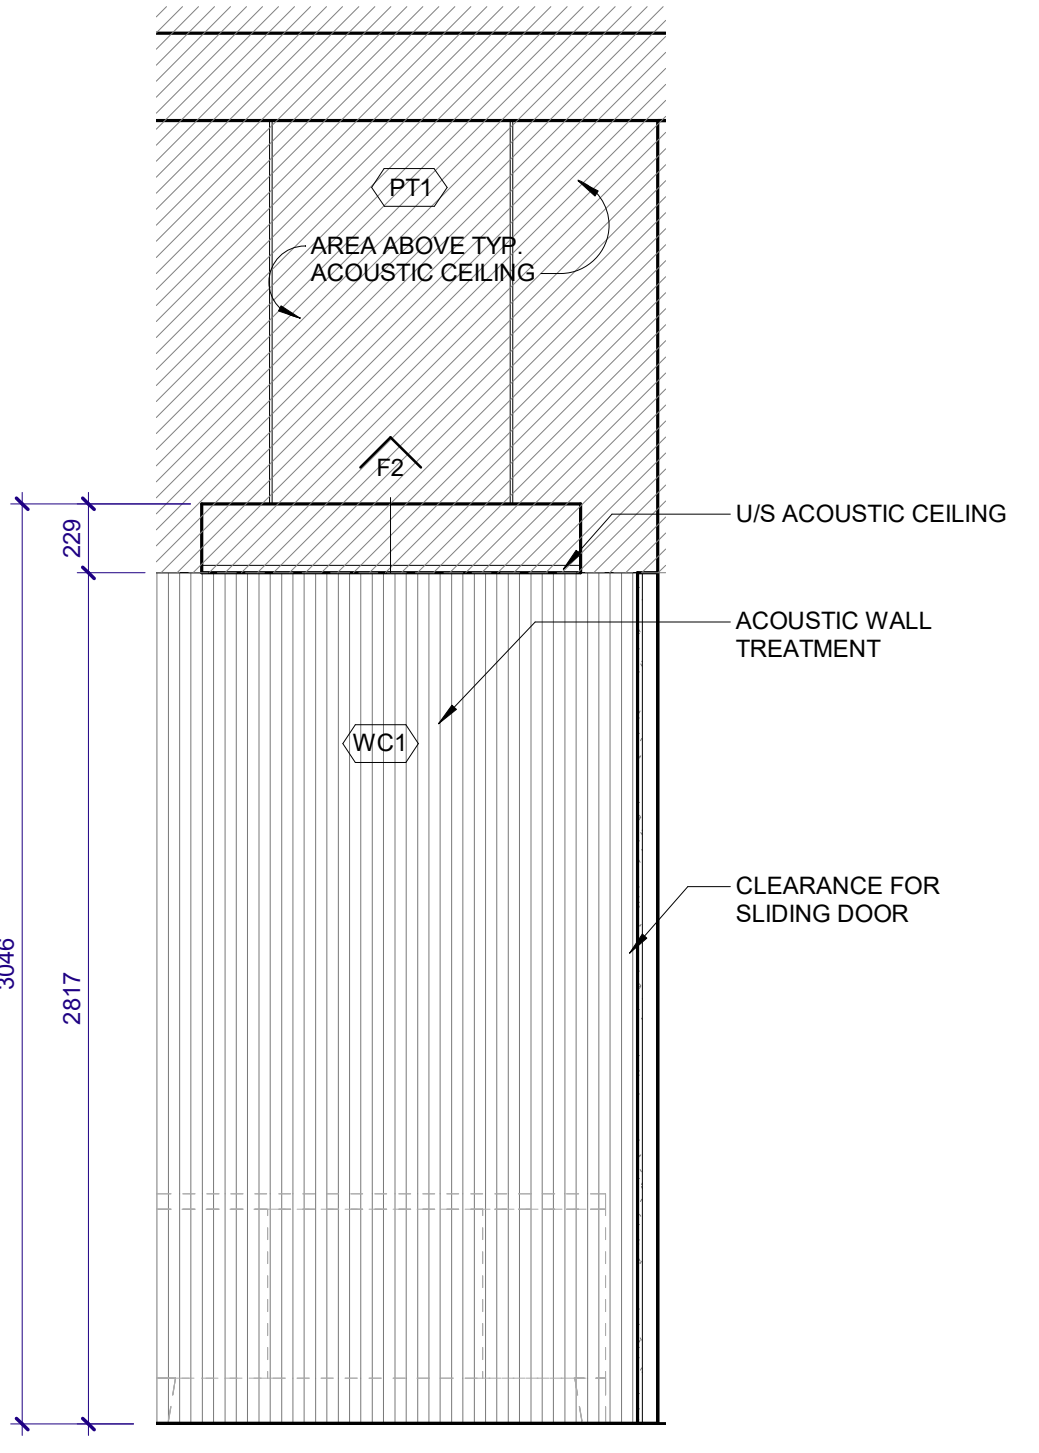 PT1
AREA ABOVE TYP.
ACOUSTIC CEILING
F2
U/S ACOUSTIC CEILING
229
ACOUSTIC WALL
TREATMENT
WC1
CLEARANCE FOR
SLIDING DOOR
3046
2817